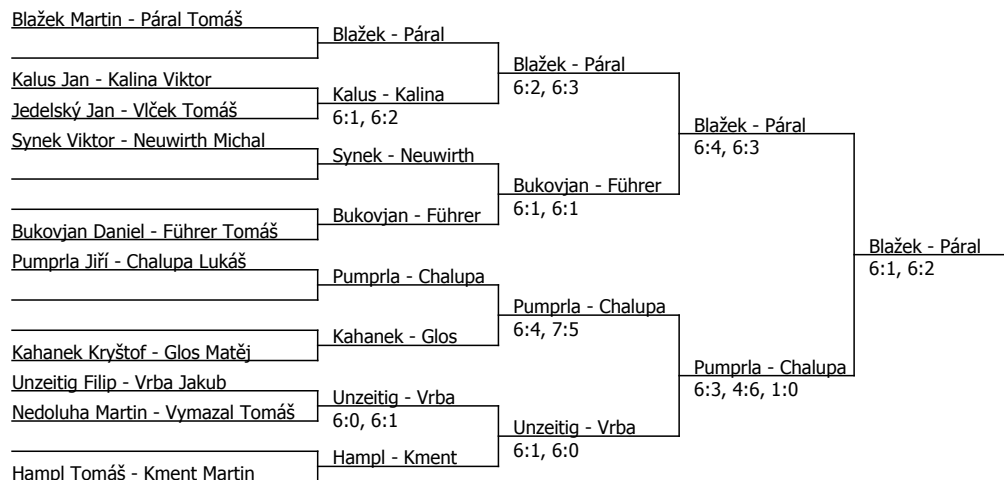 Blažek Martin - Páral Tomáš
Blažek - Páral
Blažek - Páral
6:2, 6:3
Kalus Jan - Kalina Viktor
Kalus - Kalina
6:1, 6:2
Jedelský Jan - Vlček Tomáš
Blažek - Páral
6:4, 6:3
Synek Viktor - Neuwirth Michal
Synek - Neuwirth
Bukovjan - Führer
6:1, 6:1
Bukovjan - Führer
Bukovjan Daniel - Führer Tomáš
Blažek - Páral
6:1, 6:2
Pumprla Jiří - Chalupa Lukáš
Pumprla - Chalupa
Pumprla - Chalupa
6:4, 7:5
Kahanek - Glos
Kahanek Kryštof - Glos Matěj
Pumprla - Chalupa
6:3, 4:6, 1:0
Unzeitig Filip - Vrba Jakub
Unzeitig - Vrba
6:0, 6:1
Nedoluha Martin - Vymazal Tomáš
Unzeitig - Vrba
6:1, 6:0
Hampl - Kment
Hampl Tomáš - Kment Martin